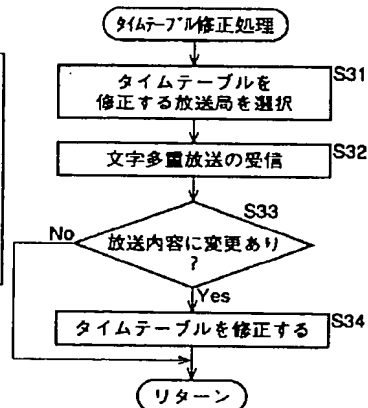 タイムテーブル修正処理
S31
タイムテーブルを
修正する放送局を選択
S32
文字多重放送の受信
S33
No
放送内容に変更あり
?
Yes
タイムテーブルを修正する
S34
リターン